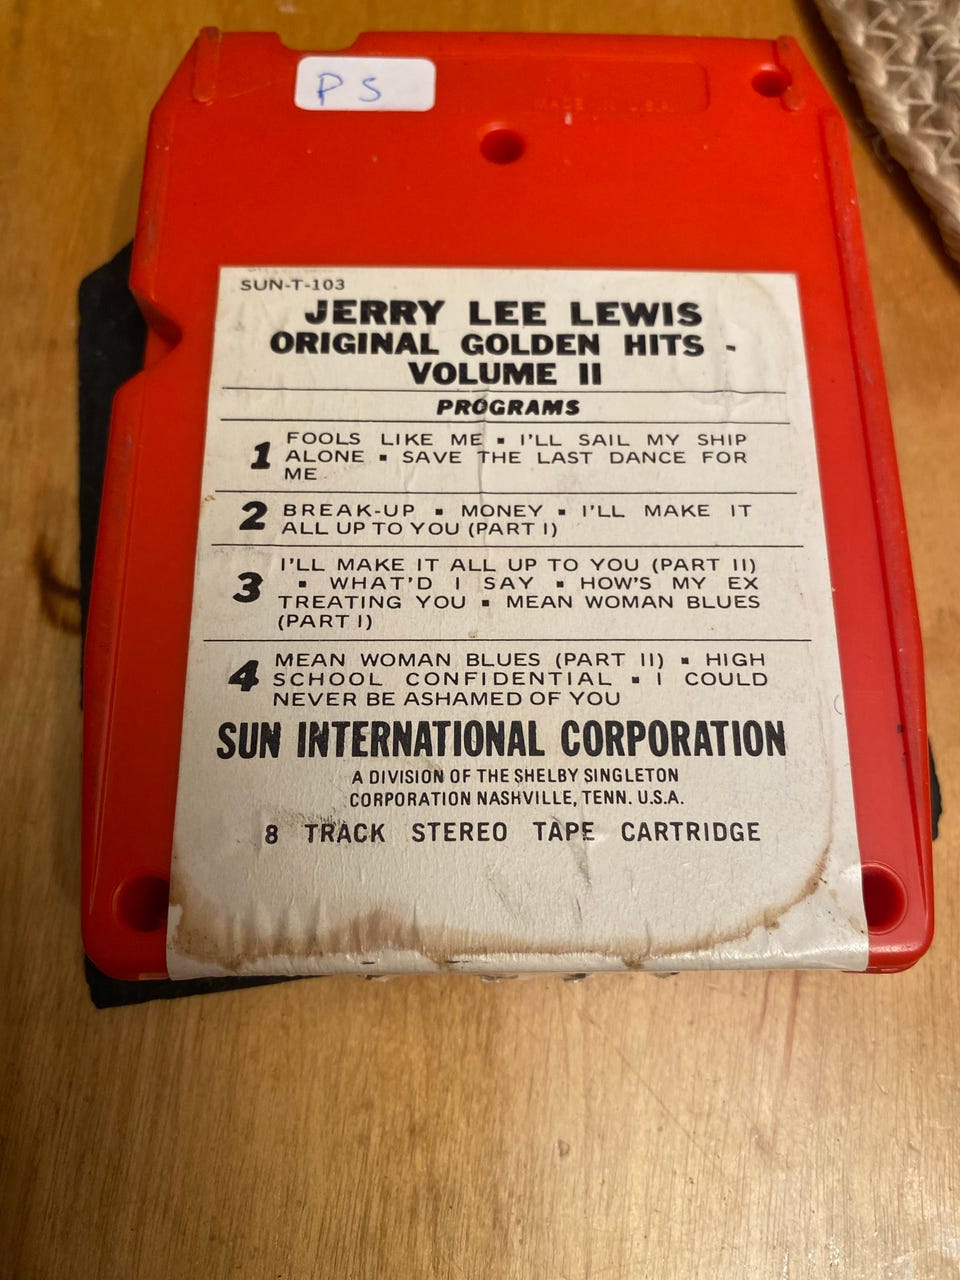 PS
MADE IN U.S.A.
SUN-T-103
JERRY LEE LEWIS
ORIGINAL GOLDEN HITS -
VOLUME II
PROGRAMS
1 FOOLS LIKE ME ▪ I'LL SAIL MY SHIP
ALONE ▪ SAVE THE LAST DANCE FOR
ME
2 BREAK-UP ▪ MONEY ▪ I'LL MAKE IT
ALL UP TO YOU (PART I)
3 I'LL MAKE IT ALL UP TO YOU (PART II)
▪ WHAT'D I SAY ▪ HOW'S MY EX
TREATING YOU ▪ MEAN WOMAN BLUES
(PART I)
4 MEAN WOMAN BLUES (PART II) ▪ HIGH
SCHOOL CONFIDENTIAL ▪ I COULD
NEVER BE ASHAMED OF YOU
SUN INTERNATIONAL CORPORATION
A DIVISION OF THE SHELBY SINGLETON
CORPORATION NASHVILLE, TENN. U.S.A.
8 TRACK STEREO TAPE CARTRIDGE